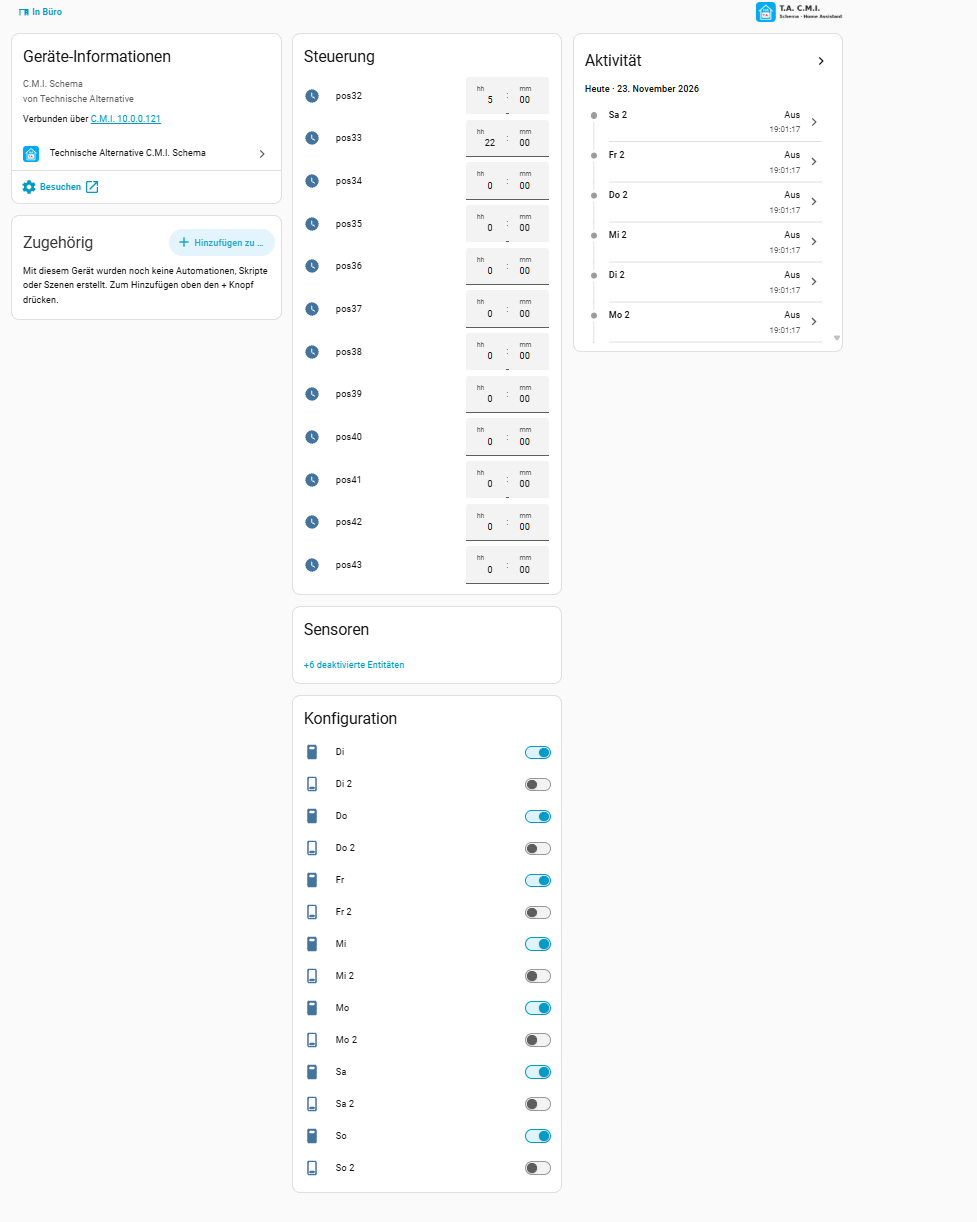 In Büro
T.A. C.M.I.
Schema - Home Assistant
Geräte-Informationen
C.M.I. Schema
von Technische Alternative
Verbunden über C.M.I. 10.0.0.121
Technische Alternative C.M.I. Schema
Besuchen
Zugehörig
Hinzufügen zu ...
Mit diesem Gerät wurden noch keine Automationen, Skripte
oder Szenen erstellt. Zum Hinzufügen oben den + Knopf
drücken.
Steuerung
hh mm
pos32 5 : 00
hh mm
pos33 22 : 00
hh mm
pos34 0 : 00
hh mm
pos35 0 : 00
hh mm
pos36 0 : 00
hh mm
pos37 0 : 00
hh mm
pos38 0 : 00
hh mm
pos39 0 : 00
hh mm
pos40 0 : 00
hh mm
pos41 0 : 00
hh mm
pos42 0 : 00
hh mm
pos43 0 : 00
Sensoren
+6 deaktivierte Entitäten
Konfiguration
Di
Di 2
Do
Do 2
Fr
Fr 2
Mi
Mi 2
Mo
Mo 2
Sa
Sa 2
So
So 2
Aktivität
Heute · 23. November 2026
Sa 2 Aus
19:01:17
Fr 2 Aus
19:01:17
Do 2 Aus
19:01:17
Mi 2 Aus
19:01:17
Di 2 Aus
19:01:17
Mo 2 Aus
19:01:17